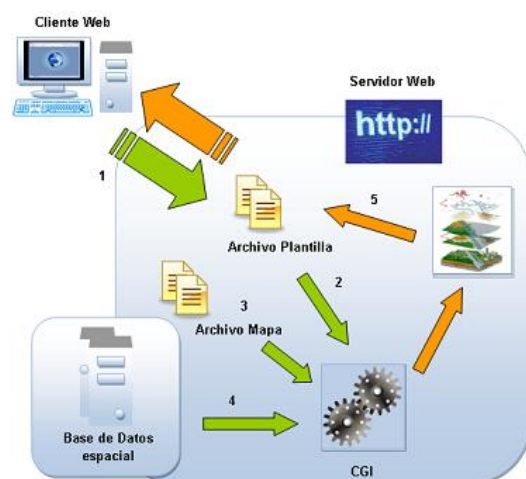 Cliente Web
Servidor Web
http://
1
5
Archivo Plantilla
2
3
Archivo Mapa
4
Base de Datos
espacial
CGI